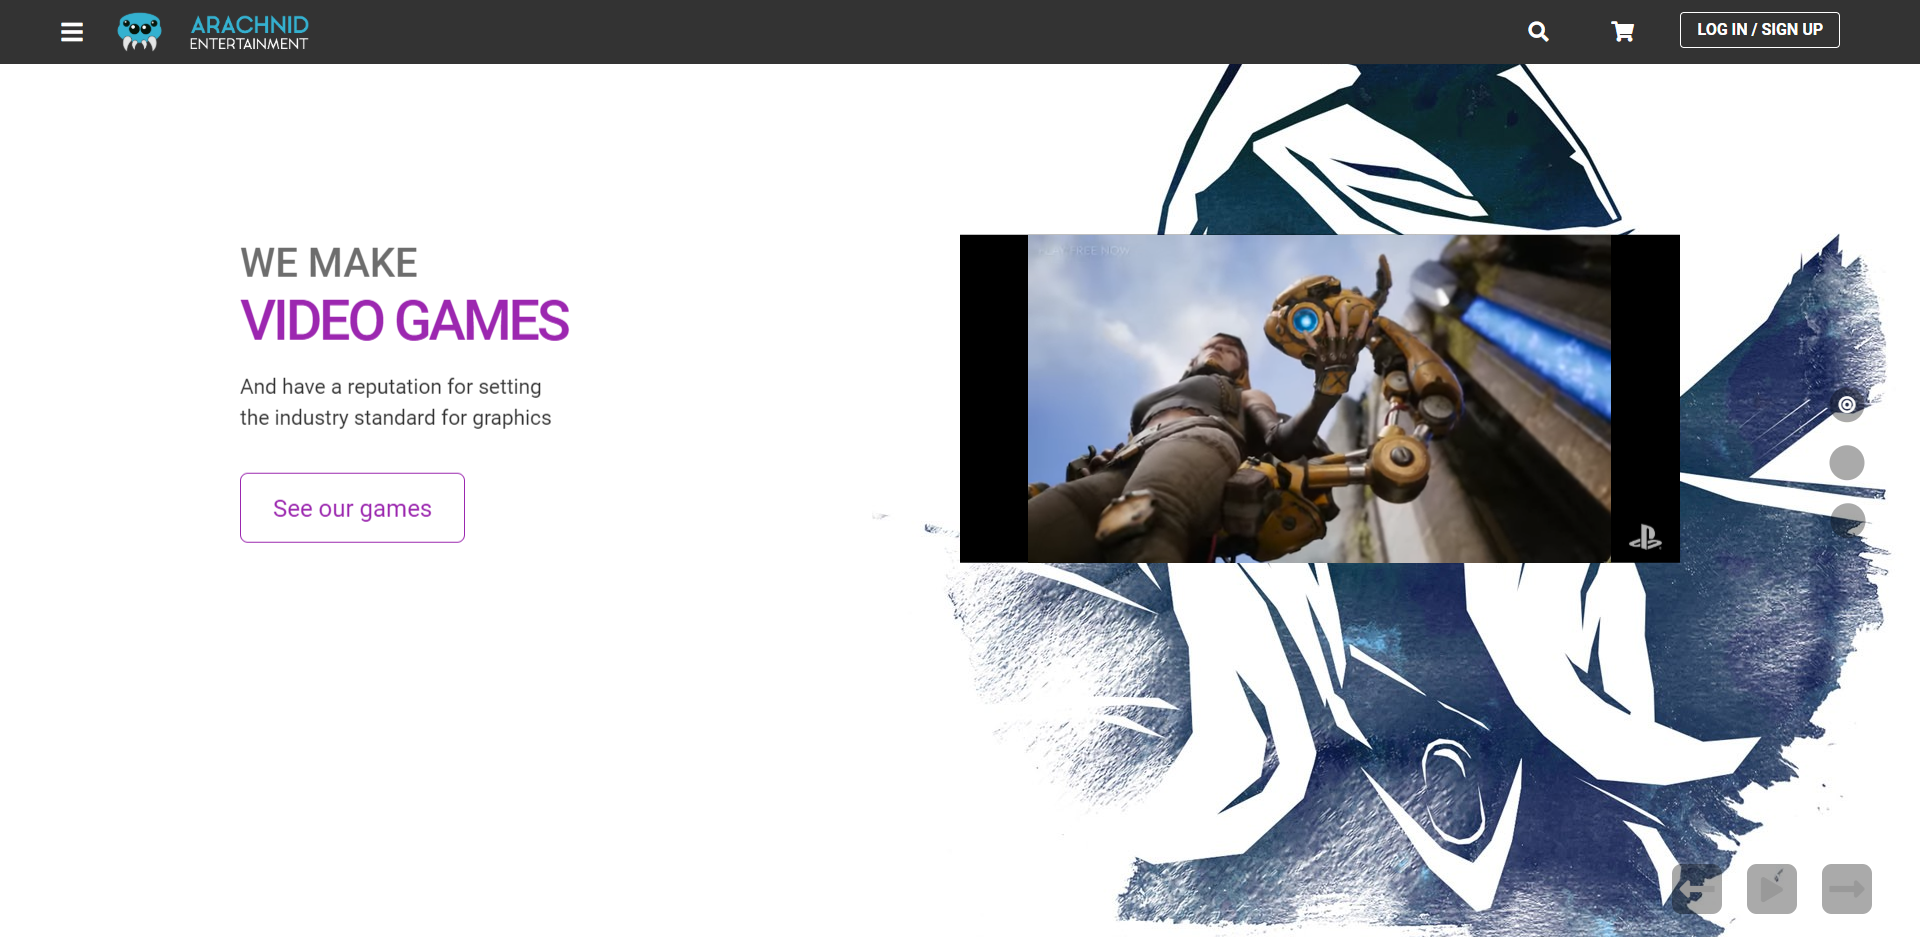 ARACHNID
ENTERTAINMENT
LOG IN / SIGN UP
PLAY FREE NOW
WE MAKE
VIDEO GAMES
And have a reputation for setting
the industry standard for graphics
See our games